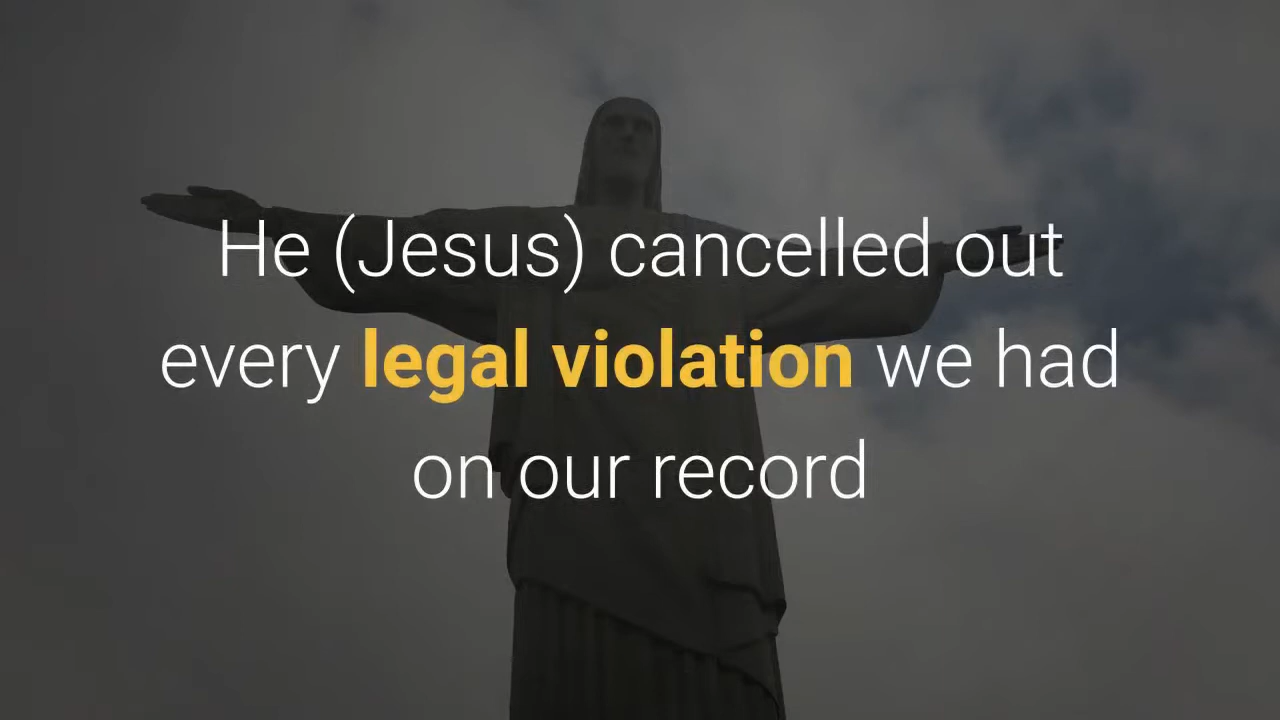 He (Jesus) cancelled out
every legal violation we had
on our record